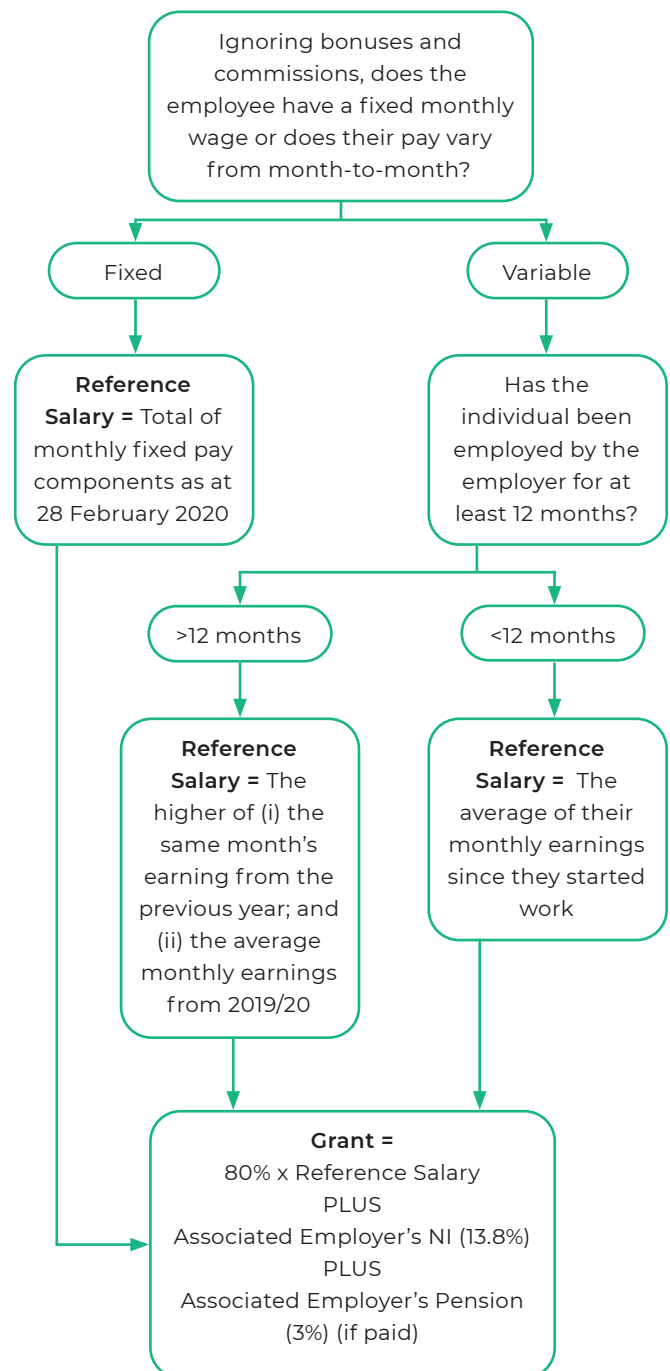 Ignoring bonuses and
commissions, does the
employee have a fixed monthly
wage or does their pay vary
from month-to-month?
Fixed
Variable
Reference
Salary = Total of
monthly fixed pay
components as at
28 February 2020
Has the
individual been
employed by the
employer for at
least 12 months?
>12 months
<12 months
Reference
Salary = The
higher of (i) the
same month’s
earning from the
previous year; and
(ii) the average
monthly earnings
from 2019/20
Reference
Salary = The
average of their
monthly earnings
since they started
work
Grant =
80% x Reference Salary
PLUS
Associated Employer’s NI (13.8%)
PLUS
Associated Employer’s Pension
(3%) (if paid)